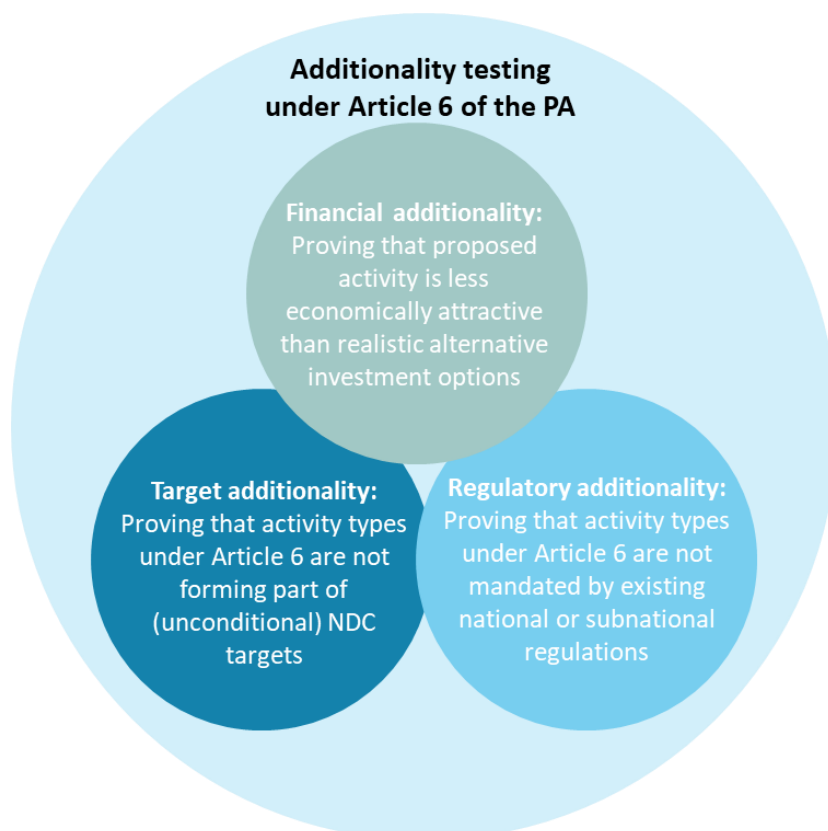 Additionality testing
under Article 6 of the PA
Financial additionality:
Proving that proposed
activity is less
economically attractive
than realistic alternative
investment options
Target additionality:
Proving that activity types
under Article 6 are not
forming part of
(unconditional) NDC
targets
Regulatory additionality:
Proving that activity types
under Article 6 are not
mandated by existing
national or subnational
regulations